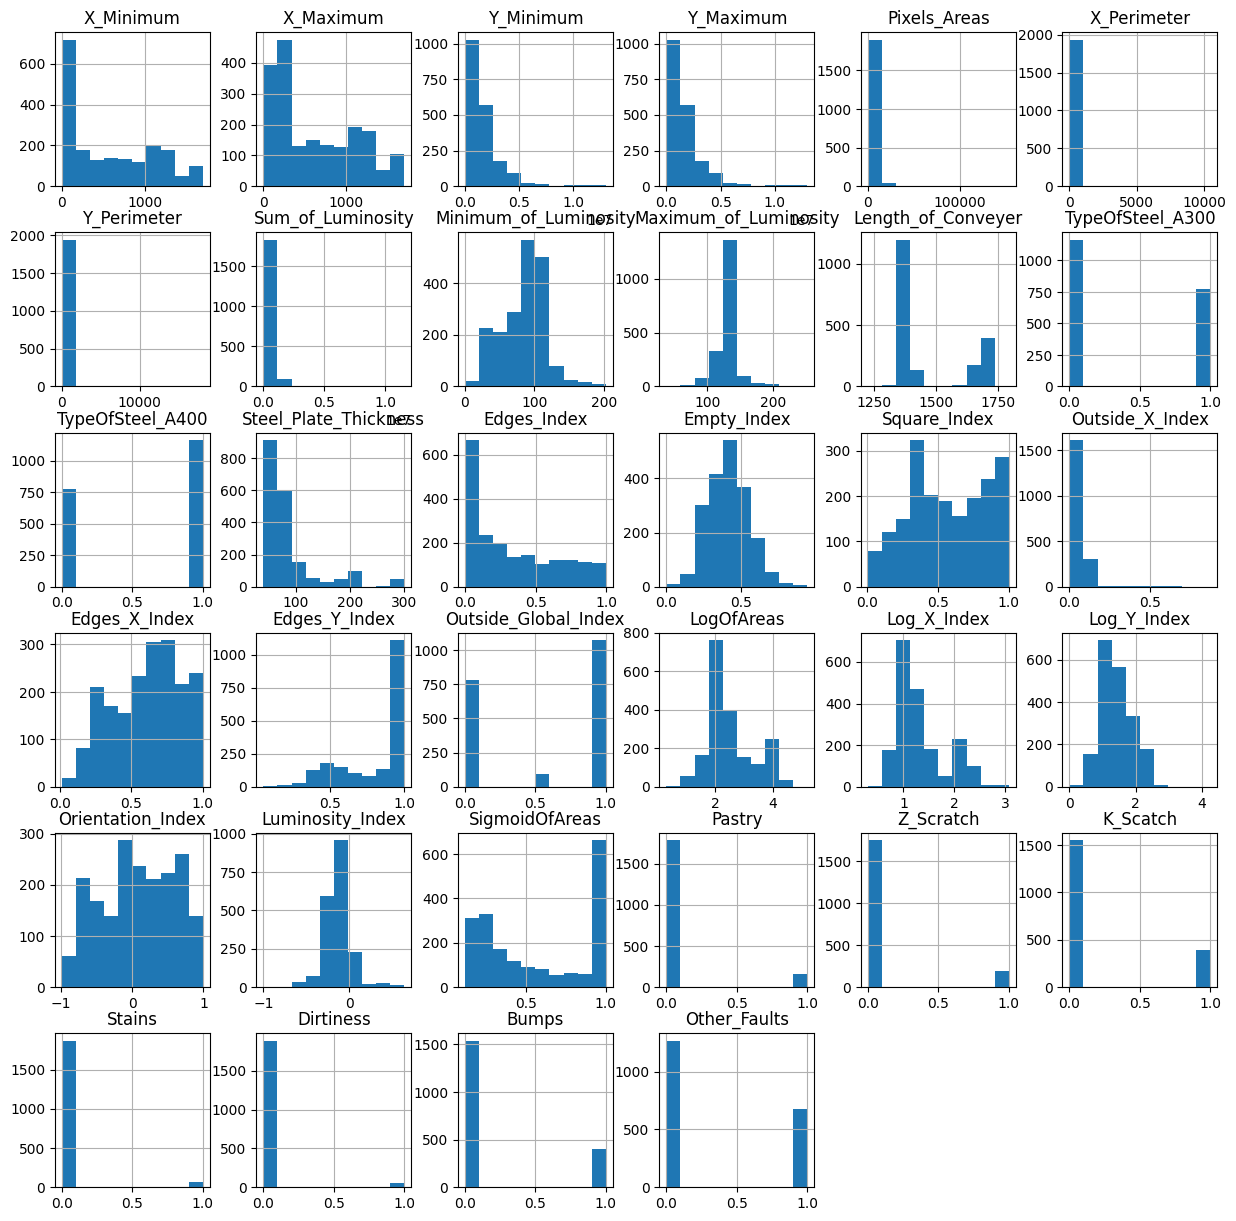 X_Minimum
600
400
200
0
0 1000
X_Maximum
400
300
200
100
0
0 1000
Y_Minimum
1000
750
500
250
0
0.0 0.5 1.0
1e7
Y_Maximum
1000
750
500
250
0
0.0 0.5 1.0
1e7
Pixels_Areas
1500
1000
500
0
0 100000
X_Perimeter
2000
1500
1000
500
0
0 5000 10000
Y_Perimeter
2000
1500
1000
500
0
0 10000
Sum_of_Luminosity
1500
1000
500
0
0.0 0.5 1.0
1e7
Minimum_of_Luminosity
400
200
0
0 100 200
Maximum_of_Luminosity
1000
500
0
100 200
Length_of_Conveyer
1000
500
0
1250 1500 1750
TypeOfSteel_A300
1000
750
500
250
0
0.0 0.5 1.0
TypeOfSteel_A400
1000
750
500
250
0
0.0 0.5 1.0
Steel_Plate_Thickness
800
600
400
200
0
100 200 300
Edges_Index
600
400
200
0
0.0 0.5 1.0
Empty_Index
400
200
0
0.0 0.5
Square_Index
300
200
100
0
0.0 0.5 1.0
Outside_X_Index
1500
1000
500
0
0.0 0.5
Edges_X_Index
300
200
100
0
0.0 0.5 1.0
Edges_Y_Index
1000
750
500
250
0
0.5 1.0
Outside_Global_Index
1000
750
500
250
0
0.0 0.5 1.0
LogOfAreas
800
600
400
200
0
2 4
Log_X_Index
600
400
200
0
1 2 3
Log_Y_Index
600
400
200
0
0 2 4
Orientation_Index
300
200
100
0
−1 0 1
Luminosity_Index
1000
750
500
250
0
−1 0
SigmoidOfAreas
600
400
200
0
0.5 1.0
Pastry
1500
1000
500
0
0.0 0.5 1.0
Z_Scratch
1500
1000
500
0
0.0 0.5 1.0
K_Scatch
1500
1000
500
0
0.0 0.5 1.0
Stains
1500
1000
500
0
0.0 0.5 1.0
Dirtiness
1500
1000
500
0
0.0 0.5 1.0
Bumps
1500
1000
500
0
0.0 0.5 1.0
Other_Faults
1000
500
0
0.0 0.5 1.0